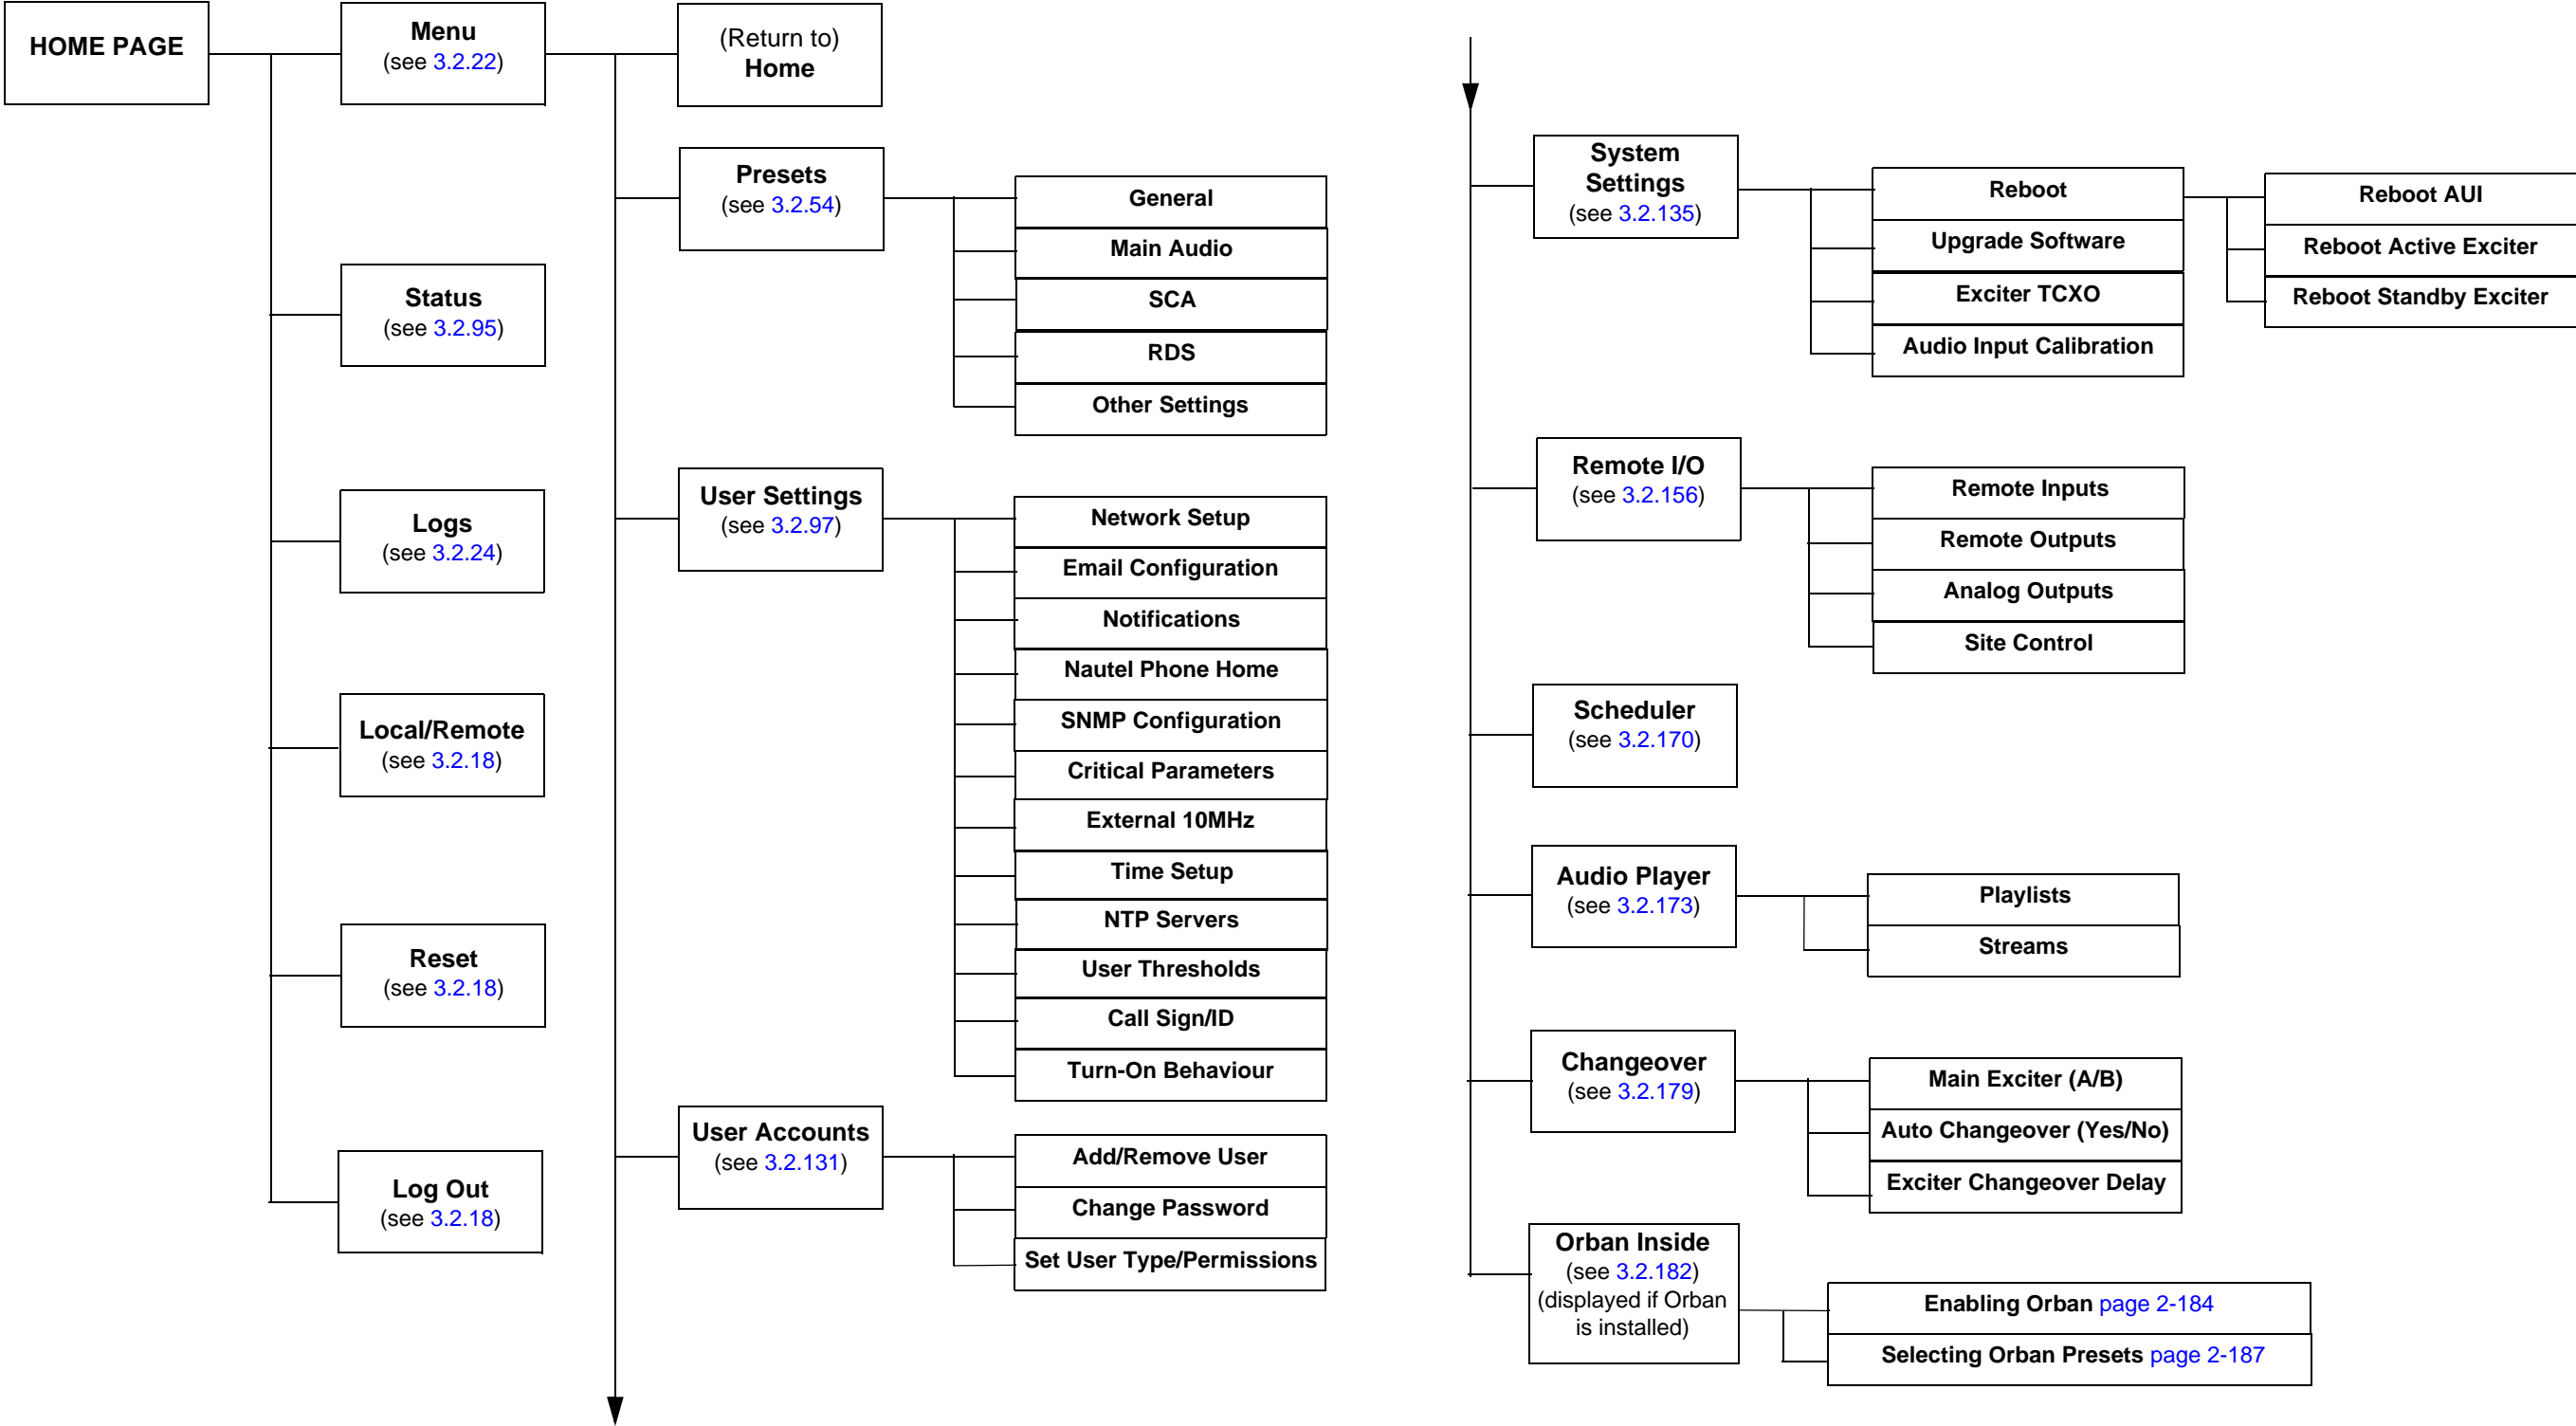 HOME PAGE
Menu
(see 3.2.22)
Status
(see 3.2.95)
Logs
(see 3.2.24)
Local/Remote
(see 3.2.18)
Reset
(see 3.2.18)
Log Out
(see 3.2.18)
(Return to)
Home
Presets
(see 3.2.54)
General
Main Audio
SCA
RDS
Other Settings
User Settings
(see 3.2.97)
Network Setup
Email Configuration
Notifications
Nautel Phone Home
SNMP Configuration
Critical Parameters
External 10MHz
Time Setup
NTP Servers
User Thresholds
Call Sign/ID
Turn-On Behaviour
User Accounts
(see 3.2.131)
Add/Remove User
Change Password
Set User Type/Permissions
System
Settings
(see 3.2.135)
Reboot
Upgrade Software
Exciter TCXO
Audio Input Calibration
Reboot AUI
Reboot Active Exciter
Reboot Standby Exciter
Remote I/O
(see 3.2.156)
Remote Inputs
Remote Outputs
Analog Outputs
Site Control
Scheduler
(see 3.2.170)
Audio Player
(see 3.2.173)
Playlists
Streams
Changeover
(see 3.2.179)
Main Exciter (A/B)
Auto Changeover (Yes/No)
Exciter Changeover Delay
Orban Inside
(see 3.2.182)
(displayed if Orban
is installed)
Enabling Orban page 2-184
Selecting Orban Presets page 2-187